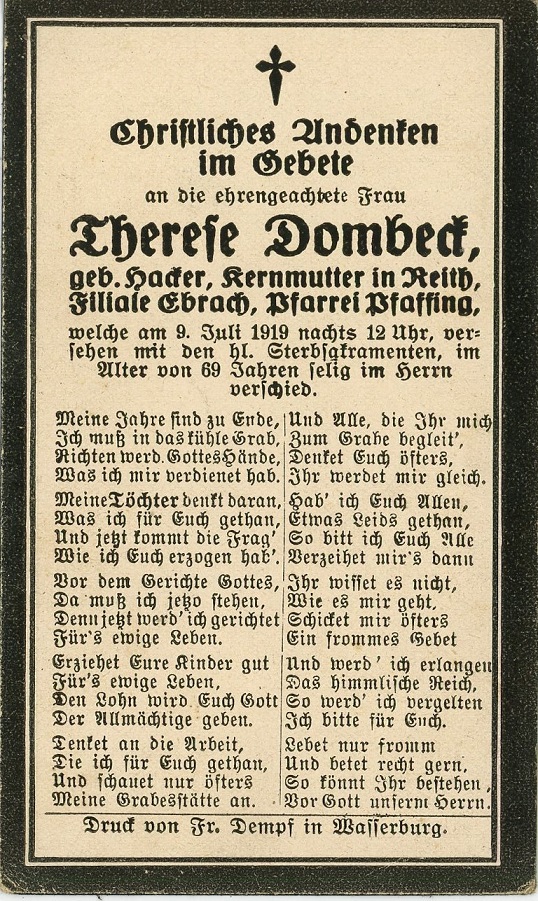 Christliches Andenken
im Gebete
an die ehrengeachtete Frau
Therese Dombeck,
geb. Hacker, Kernmutter in Reith,
Filiale Ebrach, Pfarrei Pfaffing,
welche am 9. Juli 1919 nachts 12 Uhr, ver-
sehen mit den hl. Sterbsakramenten, im
Alter von 69 Jahren selig im Herrn
verschied.
Meine Jahre sind zu Ende,
Ich muß in das kühle Grab,
Richten werd. Gottes Hände,
Was ich mir verdienet hab.
Meine Töchter denkt daran,
Was ich für Euch gethan,
Und jetzt kommt die Frag'
Wie ich Euch erzogen hab'.
Vor dem Gerichte Gottes,
Da muß ich jetzo stehen,
Denn jetzt werd' ich gerichtet
Für's ewige Leben.
Erziehet Eure Kinder gut
Für's ewige Leben,
Den Lohn wird Euch Gott
Der Allmächtige geben.
Denket an die Arbeit,
Die ich für Euch gethan,
Und schauet nur öfters
Meine Grabesstätte an.
Und Alle, die Ihr mich
Zum Grabe begleit',
Denket Euch öfters,
Ihr werdet mir gleich.
Hab' ich Euch Allen,
Etwas Leids gethan,
So bitt ich Euch Alle
Verzeihet mir's dann
Ihr wisset es nicht,
Wie es mir geht,
Schicket mir öfters
Ein frommes Gebet
Und werd' ich erlangen
Das himmlische Reich,
So werd' ich vergelten
Ich bitte für Euch.
Lebet nur fromm
Und betet recht gern,
So könnt Ihr bestehen,
Vor Gott unserm Herrn.
Druck von Fr. Dempf in Wasserburg.